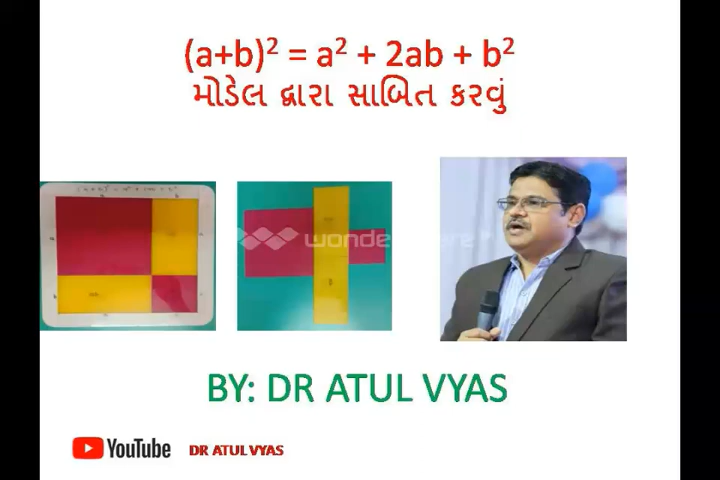 (a+b)² = a² + 2ab + b²
મોડેલ દ્વારા સાબિત કરવું
BY: DR ATUL VYAS
YouTube DR ATUL VYAS